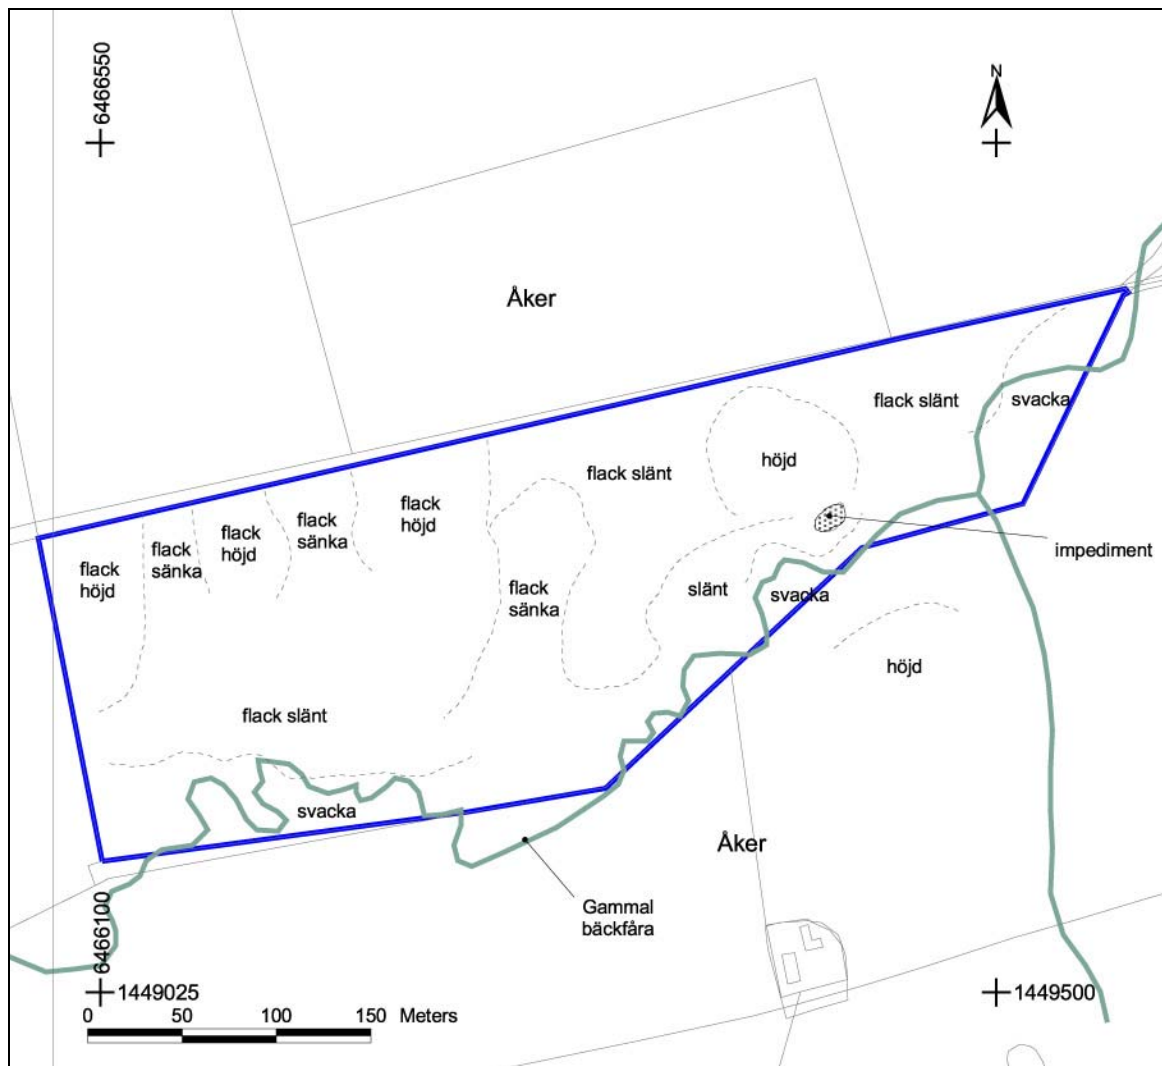 6466550
N
Åker
flack slänt
svacka
höjd
flack slänt
flack
höjd
flack
sänka
flack
höjd
flack
sänka
flack
höjd
impediment
flack
sänka
slänt
svacka
höjd
flack slänt
svacka
Åker
Gammal
bäckfåra
6466100
1449025
1449500
0 50 100 150 Meters